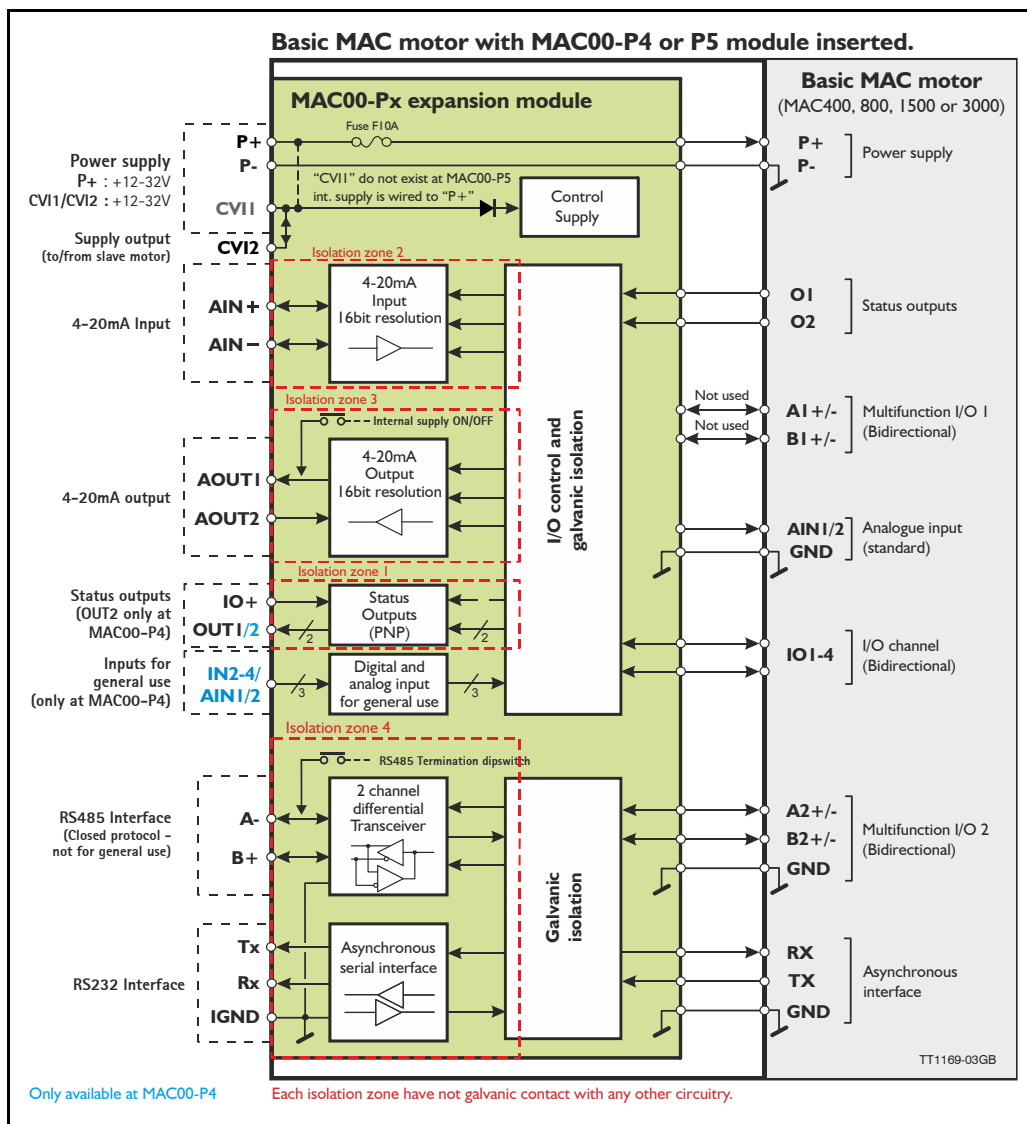 Basic MAC motor with MAC00-P4 or P5 module inserted.
MAC00-Px expansion module
Basic MAC motor
(MAC400, 800, 1500 or 3000)
Fuse F10A
P+
P-
Power supply
P+ : +12-32V
CVI1/CVI2 : +12-32V
CVI1
"CVI1" do not exist at MAC00-P5
int. supply is wired to "P+"
Control
Supply
P+
P-
Power supply
Supply output
(to/from slave motor)
CVI2
Isolation zone 2
4-20mA Input
AIN+
AIN-
4-20mA
Input
16bit resolution
O1
O2
Status outputs
Isolation zone 3
Internal supply ON/OFF
4-20mA output
AOUT1
AOUT2
4-20mA
Output
16bit resolution
I/O control and
galvanic isolation
Not used
Not used
A1+/-
B1+/-
Multifunction I/O 1
(Bidirectional)
AIN1/2
GND
Analogue input
(standard)
Isolation zone 1
Status outputs
(OUT2 only at
MAC00-P4)
IO+
OUT1/2
2
Status
Outputs
(PNP)
2
Inputs for
general use
(only at MAC00-P4)
IN2-4/
AIN1/2
3
Digital and
analog input
for general use
3
IO1-4
I/O channel
(Bidirectional)
Isolation zone 4
RS485 Termination dipswitch
RS485 Interface
(Closed protocol -
not for general use)
A-
B+
2 channel
differential
Transceiver
Galvanic
isolation
A2+/-
B2+/-
GND
Multifunction I/O 2
(Bidirectional)
RS232 Interface
Tx
Rx
IGND
Asynchronous
serial interface
RX
TX
GND
Asynchronous
interface
TT1169-03GB
Only available at MAC00-P4
Each isolation zone have not galvanic contact with any other circuitry.